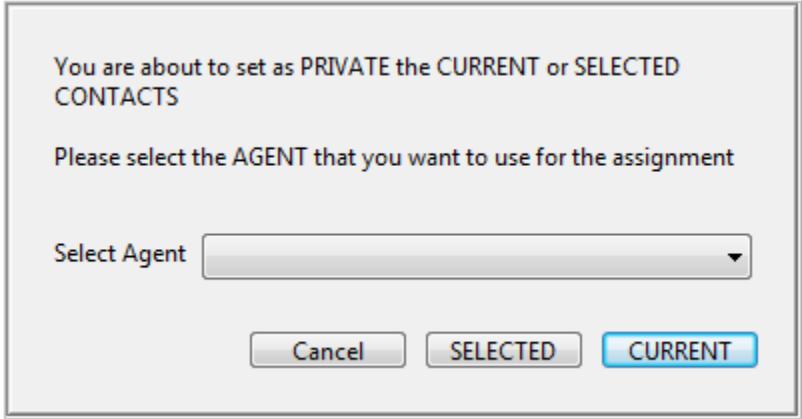 You are about to set as PRIVATE the CURRENT or SELECTED
CONTACTS
Please select the AGENT that you want to use for the assignment
Select Agent
Cancel SELECTED CURRENT